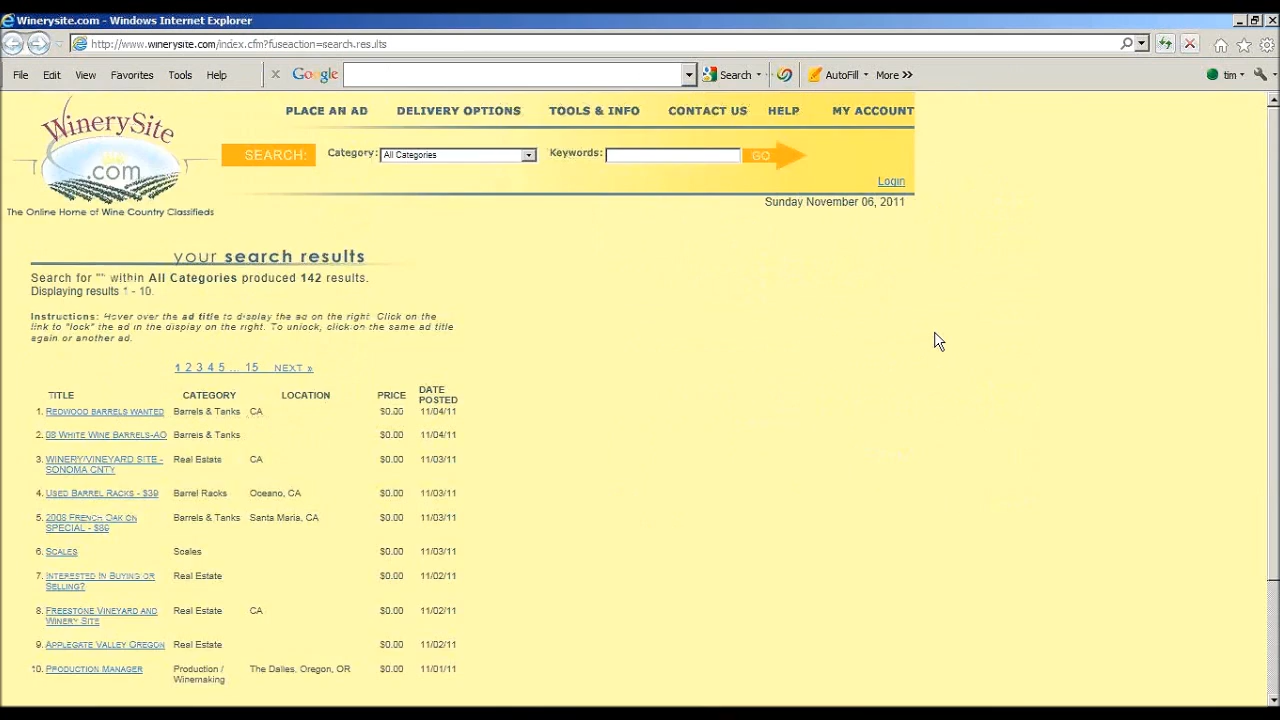 Winerysite.com - Windows Internet Explorer
http://www.winerysite.com/index.cfm?fuseaction=search.results
File Edit View Favorites Tools Help Google Search AutoFill More » tim
PLACE AN AD DELIVERY OPTIONS TOOLS & INFO CONTACT US HELP MY ACCOUNT
WinerySite
.com
The Online Home of Wine Country Classifieds
SEARCH: Category: All Categories Keywords: GO
Login
Sunday November 06, 2011
your search results
Search for "" within All Categories produced 142 results.
Displaying results 1 - 10.
Instructions: Hover over the ad title to display the ad on the right. Click on the
link to "lock" the ad in the display on the right. To unlock, click on the same ad title
again or another ad.
1 2 3 4 5 ... 15 NEXT »
TITLE CATEGORY LOCATION PRICE DATE POSTED
1. REDWOOD BARRELS WANTED Barrels & Tanks CA $0.00 11/04/11
2. 08 WHITE WINE BARRELS-AO Barrels & Tanks $0.00 11/04/11
3. WINERY/VINEYARD SITE - Real Estate CA $0.00 11/03/11
SONOMA CNTY
4. USED BARREL RACKS - $39 Barrel Racks Oceano, CA $0.00 11/03/11
5. 2008 FRENCH OAK ON Barrels & Tanks Santa Maria, CA $0.00 11/03/11
SPECIAL -
6. SCALES Scales $0.00 11/03/11
7. INTERESTED IN BUYING OR Real Estate $0.00 11/02/11
SELLING?
8. FREESTONE VINEYARD AND Real Estate CA $0.00 11/02/11
WINERY SITE
9. APPLEGATE VALLEY OREGON Real Estate $0.00 11/02/11
10. PRODUCTION MANAGER Production / The Dalles, Oregon, OR $0.00 11/01/11
Winemaking